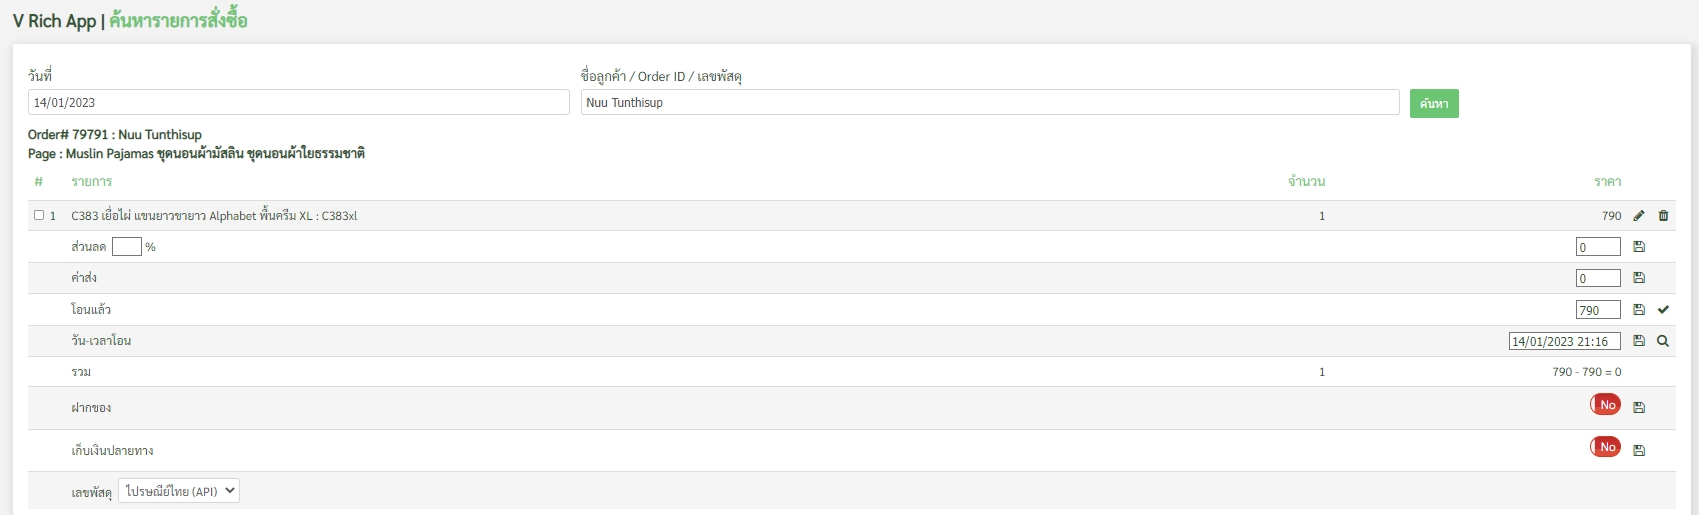 V Rich App | ค้นหารายการสั่งซื้อ
วันที่ ชื่อลูกค้า / Order ID / เลขพัสดุ
14/01/2023 Nuu Tunthisup ค้นหา
Order# 79791 : Nuu Tunthisup
Page : Muslin Pajamas ชุดนอนผ้ามัสลิน ชุดนอนผ้าใยธรรมชาติ
# รายการ จำนวน ราคา
1 C383 เยื่อไผ่ แขนยาวขายาว Alphabet พื้นครีม XL : C383xl 1 790
ส่วนลด % 0
ค่าส่ง 0
โอนแล้ว 790
วัน-เวลาโอน 14/01/2023 21:16
รวม 1 790 - 790 = 0
ฝากของ No
เก็บเงินปลายทาง No
เลขพัสดุ ไปรษณีย์ไทย (API)